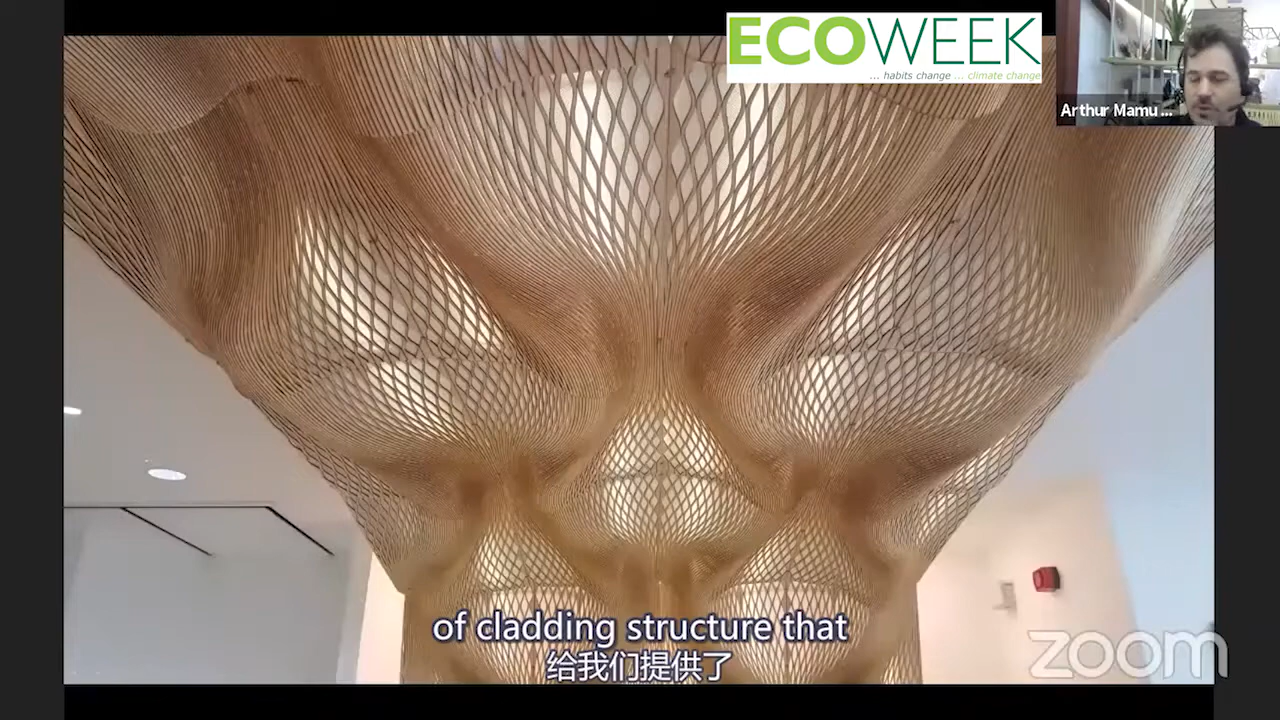 ECOWEEK
... habits change ... climate change
Arthur Mamu ...
of cladding structure that
给我们提供了
zoom